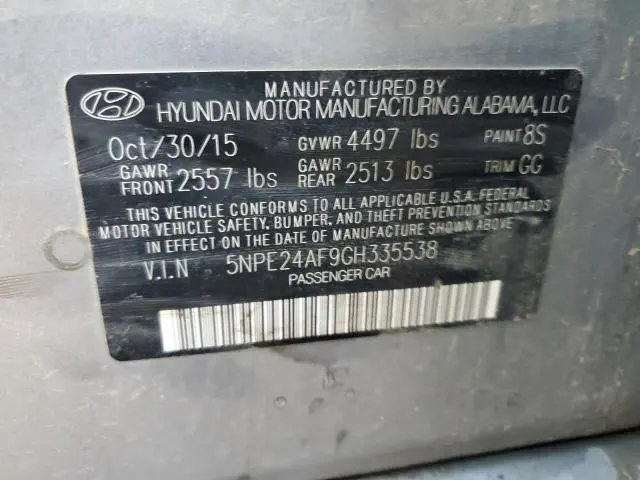 MANUFACTURED BY
HYUNDAI MOTOR MANUFACTURING ALABAMA, LLC
Oct/30/15 GVWR 4497 lbs PAINT 8S
GAWR FRONT 2557 lbs GAWR REAR 2513 lbs TRIM GG
THIS VEHICLE CONFORMS TO ALL APPLICABLE U.S.A. FEDERAL
MOTOR VEHICLE SAFETY, BUMPER, AND THEFT PREVENTION STANDARDS
IN EFFECT ON THE DATE OF MANUFACTURE SHOWN ABOVE
V.I.N 5NPE24AF9GH335538
PASSENGER CAR